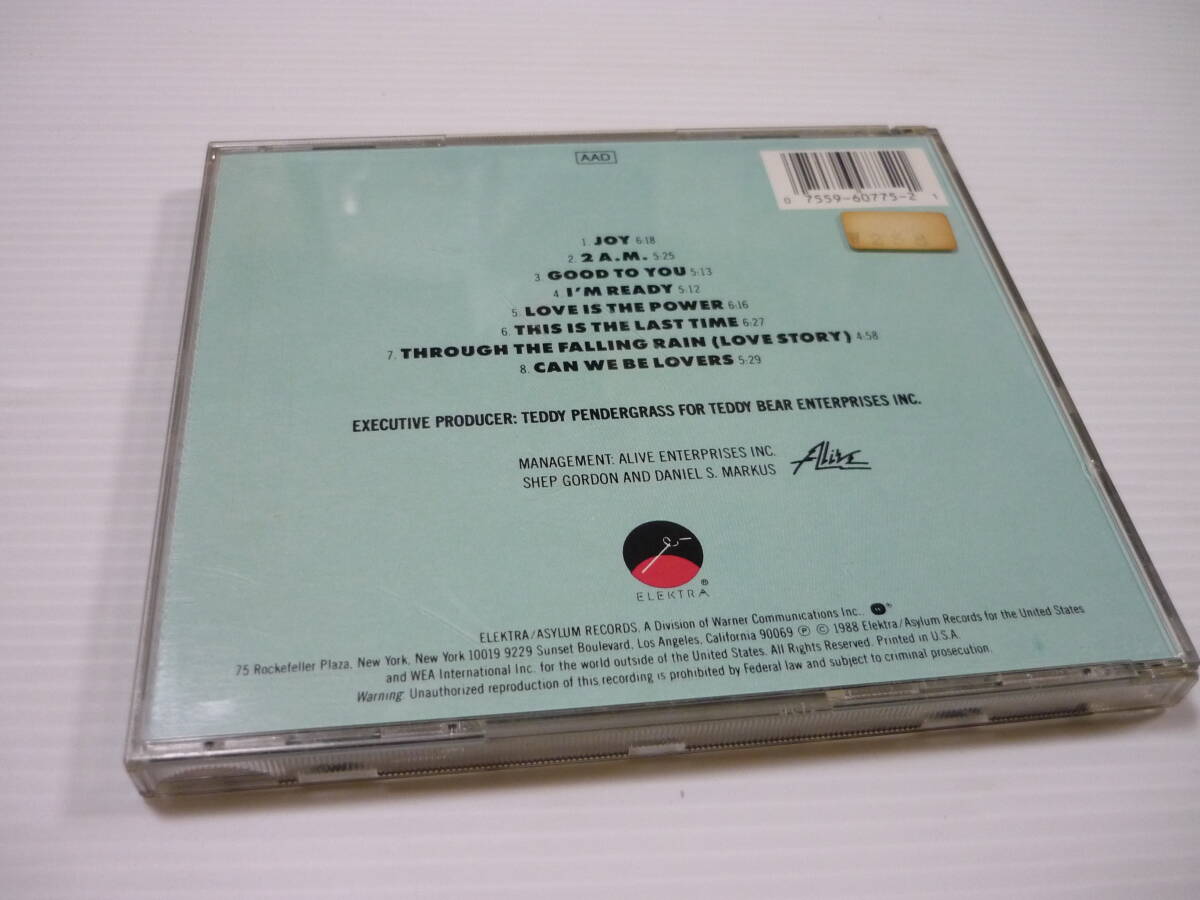 AAD
0 7559-60775-2 1
1. JOY 6:18
2. 2 A.M. 5:25
3. GOOD TO YOU 5:13
4. I'M READY 5:12
5. LOVE IS THE POWER 6:16
6. THIS IS THE LAST TIME 6:27
7. THROUGH THE FALLING RAIN (LOVE STORY) 4:58
8. CAN WE BE LOVERS 5:29
EXECUTIVE PRODUCER: TEDDY PENDERGRASS FOR TEDDY BEAR ENTERPRISES INC.
MANAGEMENT: ALIVE ENTERPRISES INC.
SHEP GORDON AND DANIEL S. MARKUS
Alive
ELEKTRA ®
ELEKTRA/ASYLUM RECORDS, A Division of Warner Communications Inc.,
75 Rockefeller Plaza, New York, New York 10019 9229 Sunset Boulevard, Los Angeles, California 90069 ℗ © 1988 Elektra/Asylum Records for the United States
and WEA International Inc. for the world outside of the United States. All Rights Reserved. Printed in U.S.A.
Warning: Unauthorized reproduction of this recording is prohibited by Federal law and subject to criminal prosecution.